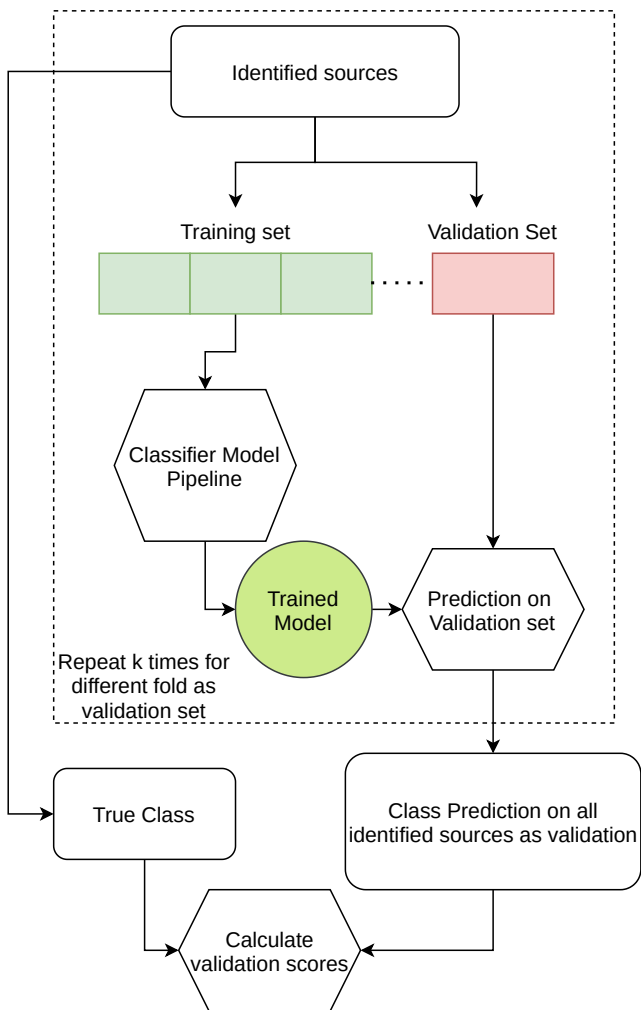 Identified sources
Training set
Validation Set
Classifier Model
Pipeline
Trained
Model
Prediction on
Validation set
Repeat k times for
different fold as
validation set
True Class
Class Prediction on all
identified sources as validation
Calculate
validation scores